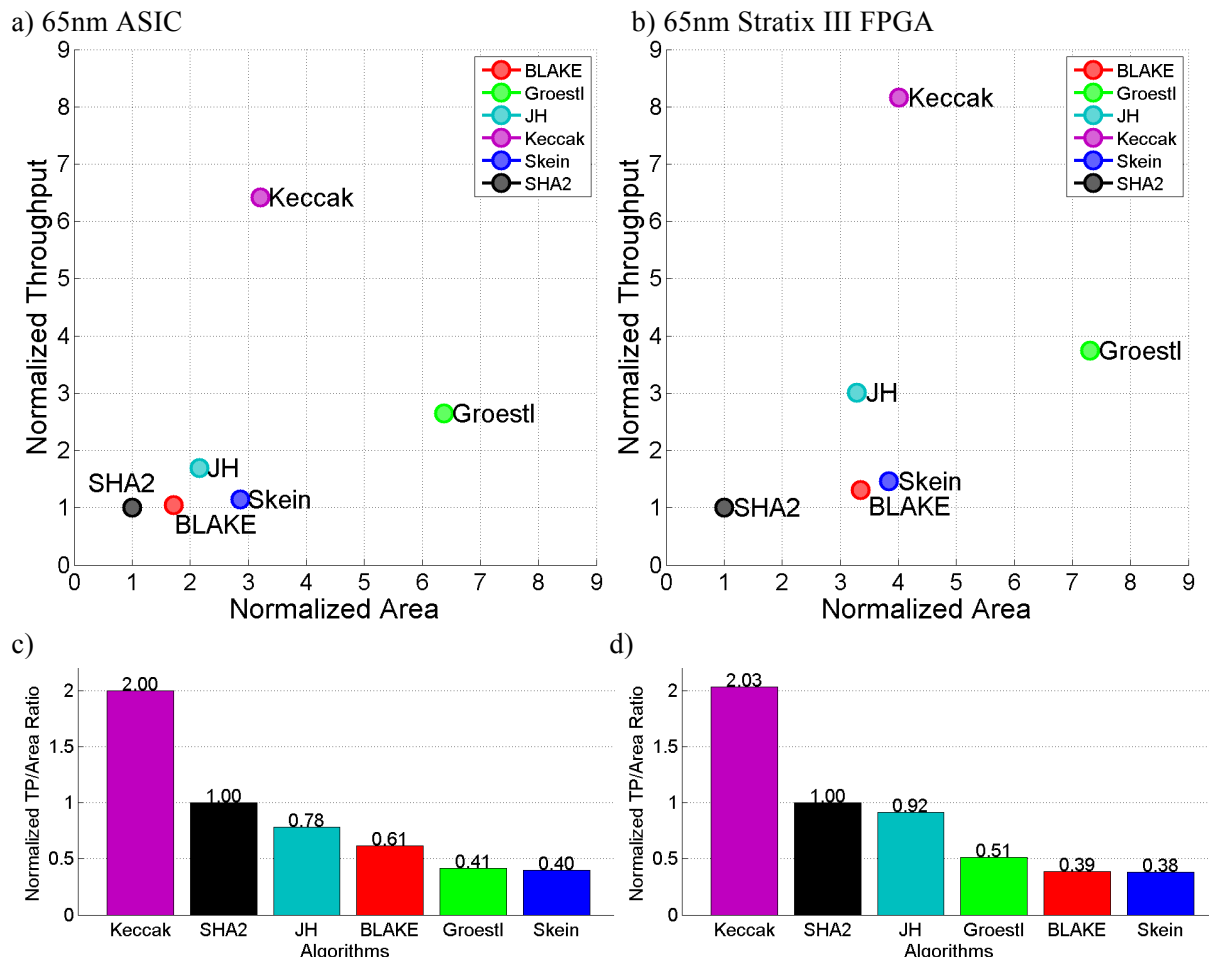 a) 65nm ASIC
b) 65nm Stratix III FPGA
9
8
7
6
5
4
3
2
1
0
Normalized Throughput
BLAKE
Groestl
JH
Keccak
Skein
SHA2
Keccak
Groestl
JH
SHA2
Skein
BLAKE
0 1 2 3 4 5 6 7 8 9
Normalized Area
9
8
7
6
5
4
3
2
1
0
Normalized Throughput
BLAKE
Groestl
JH
Keccak
Skein
SHA2
Keccak
Groestl
JH
Skein
BLAKE
SHA2
0 1 2 3 4 5 6 7 8 9
Normalized Area
c)
Normalized TP/Area Ratio
2
1.5
1
0.5
0
2.00
1.00
0.78
0.61
0.41
0.40
Keccak SHA2 JH BLAKE Groestl Skein
Algorithms
d)
Normalized TP/Area Ratio
2
1.5
1
0.5
0
2.03
1.00
0.92
0.51
0.39
0.38
Keccak SHA2 JH Groestl BLAKE Skein
Algorithms